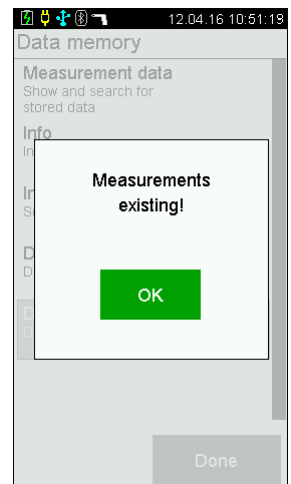 12.04.16 10:51:19
Data memory
Measurement data
Show and search for
stored data
Info
Measurements
existing!
OK
Done